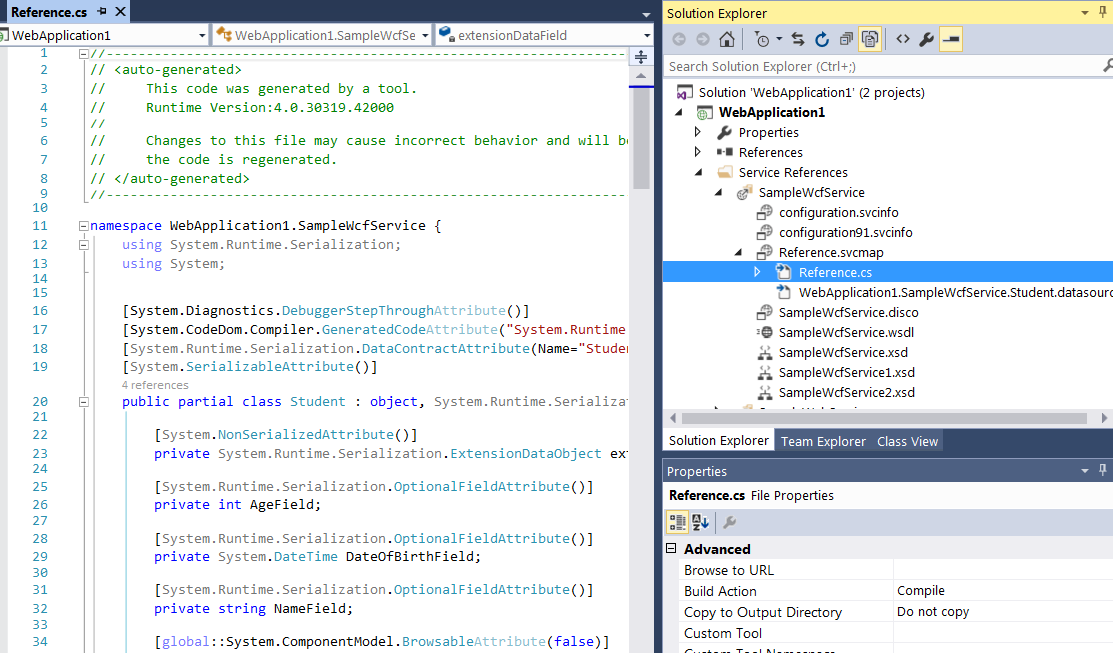 Reference.cs
WebApplication1
WebApplication1.SampleWcfSe
extensionDataField
1 //------------------------------------------------------------------
2 // <auto-generated>
3 //     This code was generated by a tool.
4 //     Runtime Version:4.0.30319.42000
5 //
6 //     Changes to this file may cause incorrect behavior and will be
7 //     the code is regenerated.
8 // </auto-generated>
9 //------------------------------------------------------------------
10
11 namespace WebApplication1.SampleWcfService {
12     using System.Runtime.Serialization;
13     using System;
14
15
16     [System.Diagnostics.DebuggerStepThroughAttribute()]
17     [System.CodeDom.Compiler.GeneratedCodeAttribute("System.Runtime
18     [System.Runtime.Serialization.DataContractAttribute(Name="Studen
19     [System.SerializableAttribute()]
4 references
20     public partial class Student : object, System.Runtime.Serializat
21
22         [System.NonSerializedAttribute()]
23         private System.Runtime.Serialization.ExtensionDataObject ext
24
25         [System.Runtime.Serialization.OptionalFieldAttribute()]
26         private int AgeField;
27
28         [System.Runtime.Serialization.OptionalFieldAttribute()]
29         private System.DateTime DateOfBirthField;
30
31         [System.Runtime.Serialization.OptionalFieldAttribute()]
32         private string NameField;
33
34         [global::System.ComponentModel.BrowsableAttribute(false)]
Solution Explorer
Search Solution Explorer (Ctrl+;)
Solution 'WebApplication1' (2 projects)
WebApplication1
Properties
References
Service References
SampleWcfService
configuration.svcinfo
configuration91.svcinfo
Reference.svcmap
Reference.cs
WebApplication1.SampleWcfService.Student.datasourc
SampleWcfService.disco
SampleWcfService.wsdl
SampleWcfService.xsd
SampleWcfService1.xsd
SampleWcfService2.xsd
Solution Explorer Team Explorer Class View
Properties
Reference.cs File Properties
Advanced
Browse to URL
Build Action Compile
Copy to Output Directory Do not copy
Custom Tool
Custom Tool Namespace